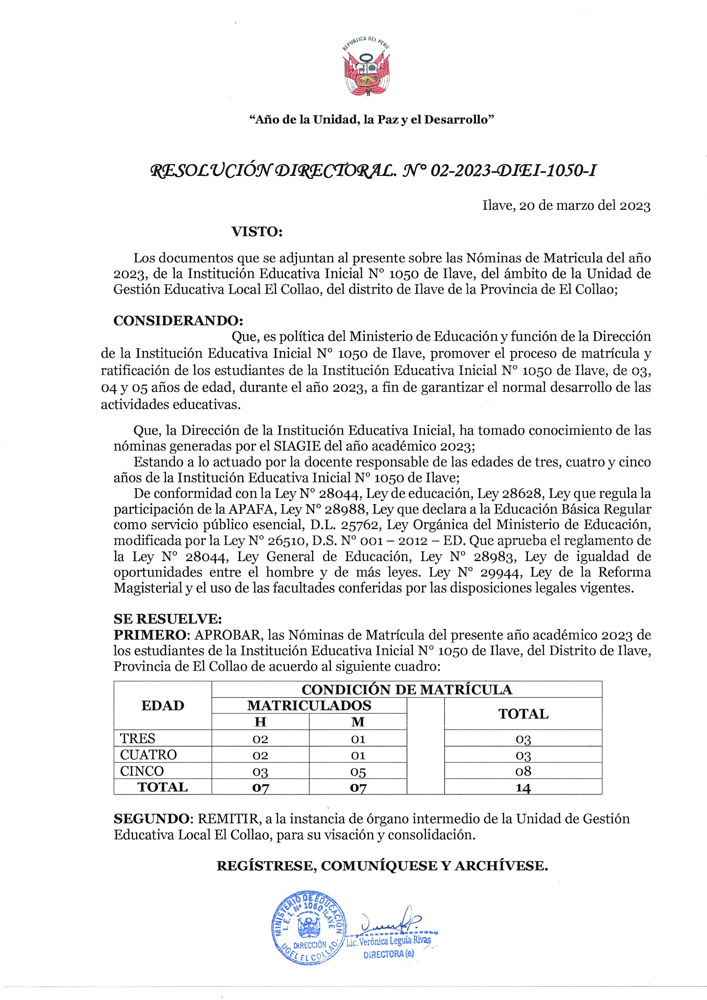 REPÚBLICA DEL PERÚ
“Año de la Unidad, la Paz y el Desarrollo”
RESOLUCIÓN DIRECTORAL. N° 02-2023-DIEI-1050-I
Ilave, 20 de marzo del 2023
VISTO:
Los documentos que se adjuntan al presente sobre las Nóminas de Matricula del año
2023, de la Institución Educativa Inicial N° 1050 de Ilave, del ámbito de la Unidad de
Gestión Educativa Local El Collao, del distrito de Ilave de la Provincia de El Collao;
CONSIDERANDO:
Que, es política del Ministerio de Educación y función de la Dirección
de la Institución Educativa Inicial N° 1050 de Ilave, promover el proceso de matrícula y
ratificación de los estudiantes de la Institución Educativa Inicial N° 1050 de Ilave, de 03,
04 y 05 años de edad, durante el año 2023, a fin de garantizar el normal desarrollo de las
actividades educativas.
Que, la Dirección de la Institución Educativa Inicial, ha tomado conocimiento de las
nóminas generadas por el SIAGIE del año académico 2023;
Estando a lo actuado por la docente responsable de las edades de tres, cuatro y cinco
años de la Institución Educativa Inicial N° 1050 de Ilave;
De conformidad con la Ley N° 28044, Ley de educación, Ley 28628, Ley que regula la
participación de la APAFA, Ley N° 28988, Ley que declara a la Educación Básica Regular
como servicio público esencial, D.L. 25762, Ley Orgánica del Ministerio de Educación,
modificada por la Ley N° 26510, D.S. N° 001 – 2012 – ED. Que aprueba el reglamento de
la Ley N° 28044, Ley General de Educación, Ley N° 28983, Ley de igualdad de
oportunidades entre el hombre y de más leyes. Ley N° 29944, Ley de la Reforma
Magisterial y el uso de las facultades conferidas por las disposiciones legales vigentes.
SE RESUELVE:
PRIMERO: APROBAR, las Nóminas de Matrícula del presente año académico 2023 de
los estudiantes de la Institución Educativa Inicial N° 1050 de Ilave, del Distrito de Ilave,
Provincia de El Collao de acuerdo al siguiente cuadro:
EDAD CONDICIÓN DE MATRÍCULA
MATRICULADOS TOTAL
H M
TRES 02 01 03
CUATRO 02 01 03
CINCO 03 05 08
TOTAL 07 07 14
SEGUNDO: REMITIR, a la instancia de órgano intermedio de la Unidad de Gestión
Educativa Local El Collao, para su visación y consolidación.
REGÍSTRESE, COMUNÍQUESE Y ARCHÍVESE.
MINISTERIO DE EDUCACIÓN
I. E. I. N° 1050 ILAVE
DIRECCIÓN
UGEL EL COLLAO
Lic. Verónica Leguía Rivas
DIRECTORA (e)